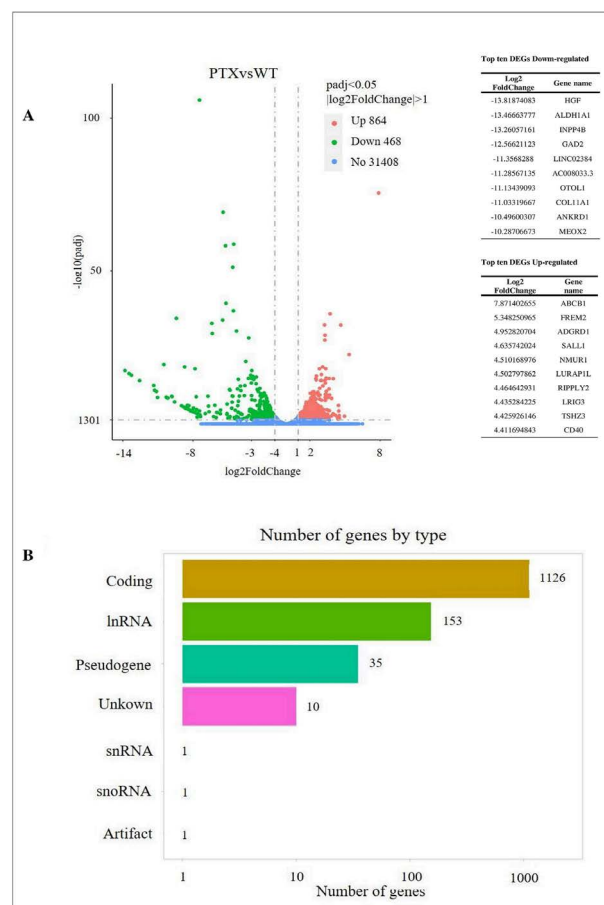 A
PTXvsWT
padj<0.05
|log2FoldChange|>1
Up 864
Down 468
No 31408
-log10(padj)
100
50
1301
-14
-8
-3
-4
1
2
8
log2FoldChange
Top ten DEGs Down-regulated
Log2 FoldChange Gene name
-13.81874083 HGF
-13.46663777 ALDH1A1
-13.26057161 INPP4B
-12.56621123 GAD2
-11.3568288 LINC02384
-11.28567135 AC008033.3
-11.13439093 OTOL1
-11.03319667 COL11A1
-10.49600307 ANKRD1
-10.28706673 MEOX2
Top ten DEGs Up-regulated
Log2 FoldChange Gene name
7.871402655 ABCB1
5.348250965 FREM2
4.952820704 ADGRD1
4.635742024 SALL1
4.510168976 NMUR1
4.502797862 LURAP1L
4.464642931 RIPPLY2
4.435284225 LRIG3
4.425926146 TSHZ3
4.411694843 CD40
B
Number of genes by type
Coding 1126
lnRNA 153
Pseudogene 35
Unkown 10
snRNA 1
snoRNA 1
Artifact 1
1 10 100 1000
Number of genes